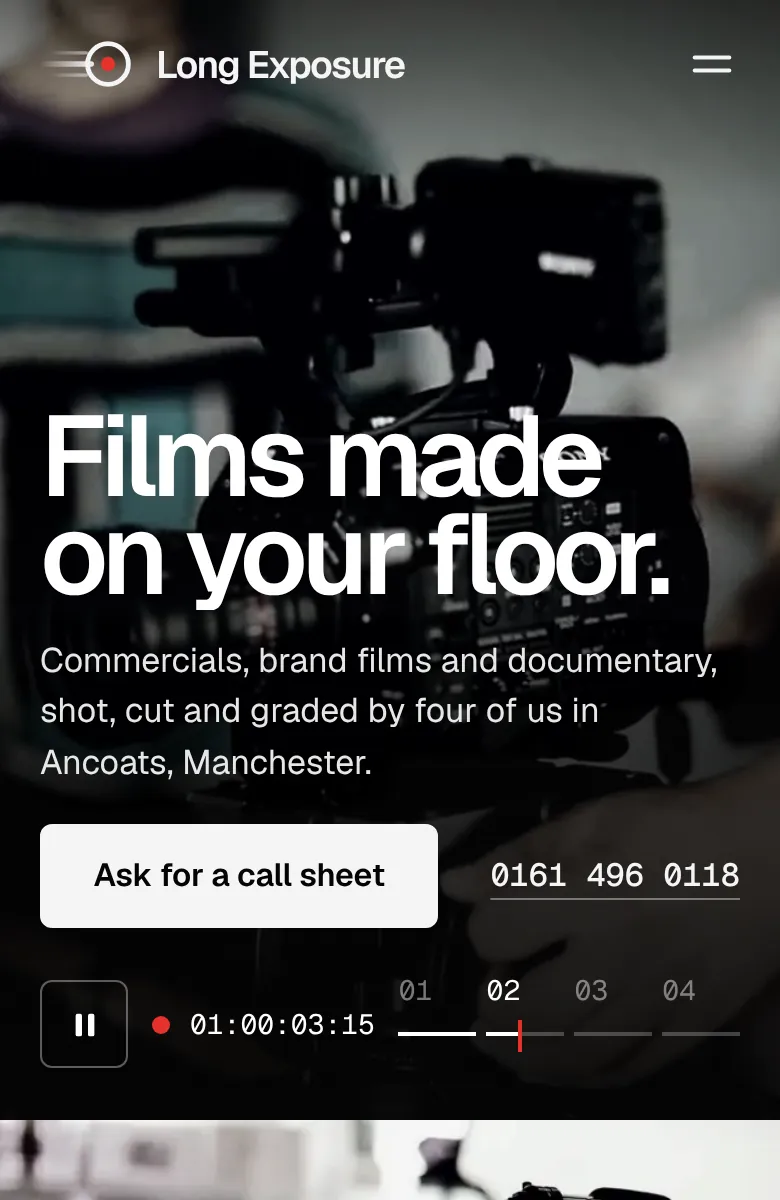 Long Exposure
Films made
on your floor.
Commercials, brand films and documentary,
shot, cut and graded by four of us in
Ancoats, Manchester.
Ask for a call sheet
0161 496 0118
01:00:03:15
01 02 03 04